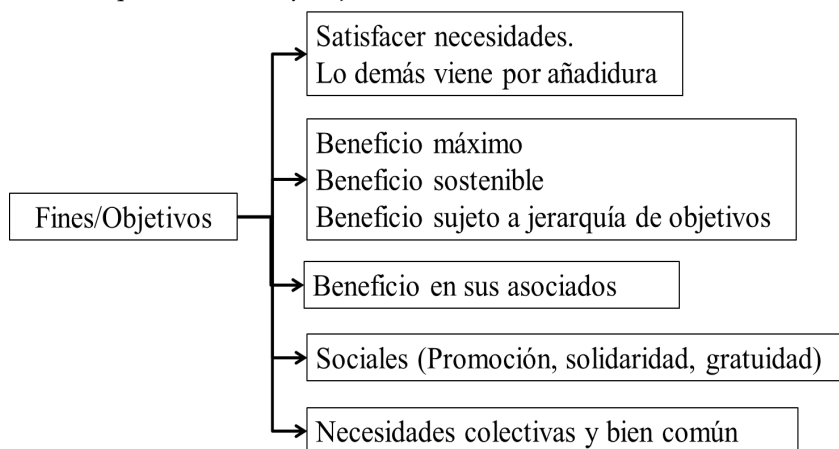 Satisfacer necesidades.
Lo demás viene por añadidura
Beneficio máximo
Beneficio sostenible
Beneficio sujeto a jerarquía de objetivos
Fines/Objetivos
Beneficio en sus asociados
Sociales (Promoción, solidaridad, gratuidad)
Necesidades colectivas y bien común